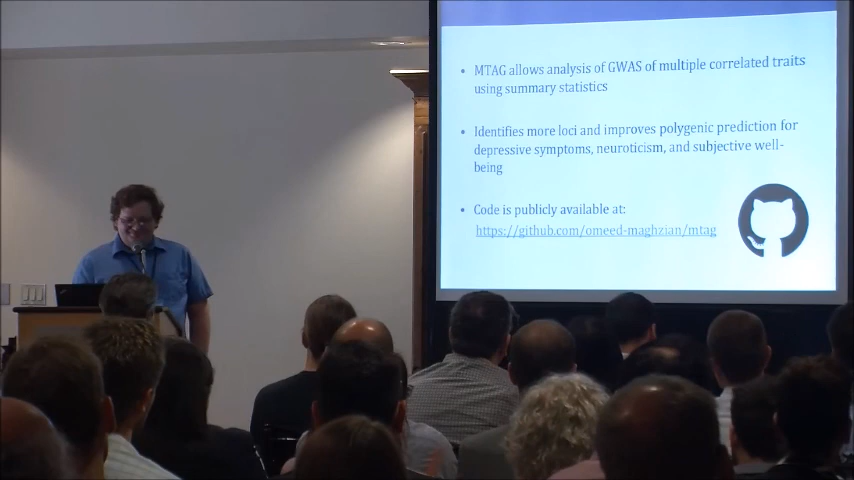 • MTAG allows analysis of GWAS of multiple correlated traits
using summary statistics
• Identifies more loci and improves polygenic prediction for
depressive symptoms, neuroticism, and subjective well-
being
• Code is publicly available at:
https://github.com/omeed-maghzian/mtag